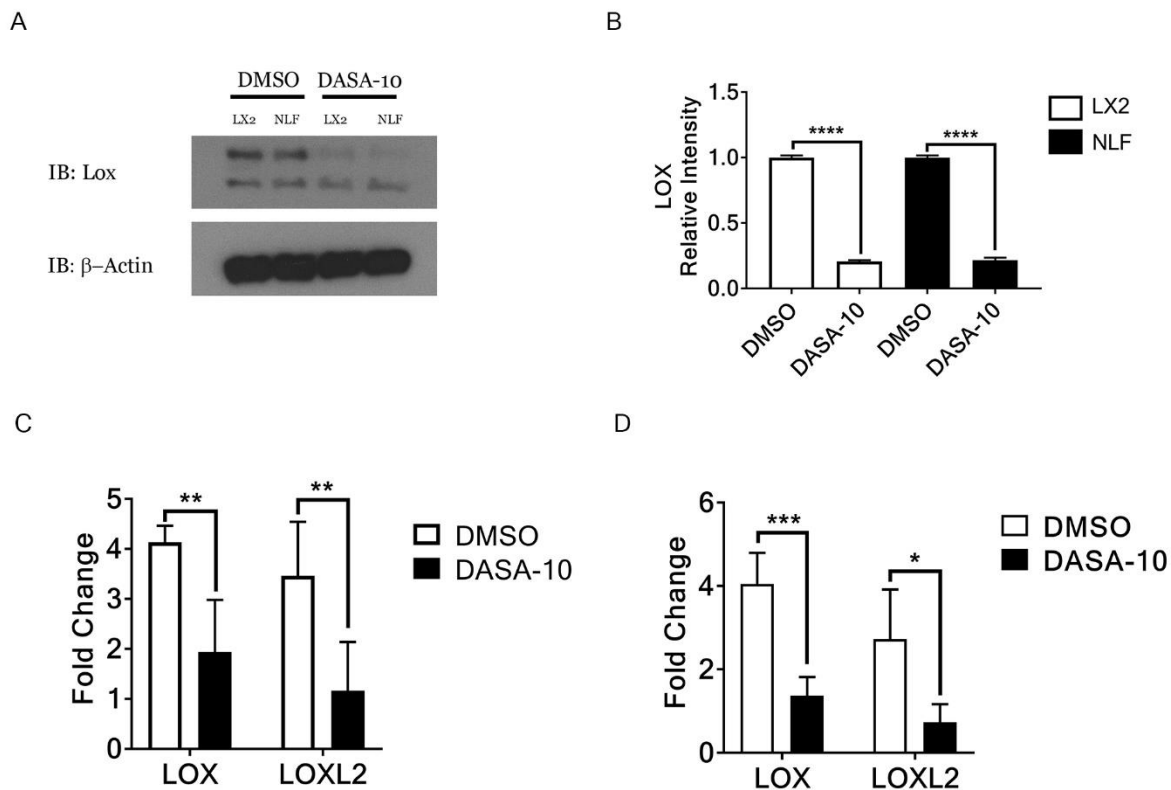 A
DMSO DASA-10
LX2 NLF LX2 NLF
IB: Lox
IB: β–Actin
B
1.5
1.0
0.5
0.0
LOX
Relative Intensity
****
****
DMSO
DASA-10
DMSO
DASA-10
LX2
NLF
C
5
4
3
2
1
0
Fold Change
**
**
LOX LOXL2
DMSO
DASA-10
D
6
4
2
0
Fold Change
***
*
LOX LOXL2
DMSO
DASA-10